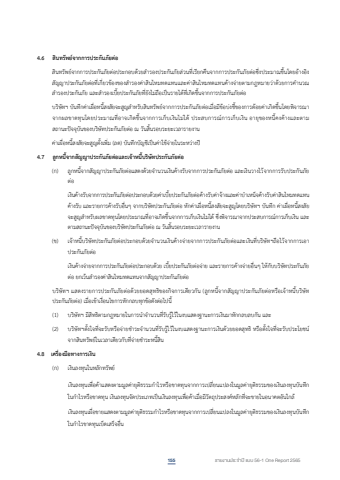 4.6 สินทรัพย์จากการประกันภัยต่อ
สินทรัพย์จากการประกันภัยต่อประกอบด้วยสำรองประกันภัยส่วนที่เรียกคืนจากการประกันภัยต่อซึ่งประมาณขึ้นโดยอ้างอิง
สัญญาประกันภัยต่อที่เกี่ยวข้องของสำรองค่าสินไหมทดแทนและค่าสินไหมทดแทนค้างจ่ายตามกฎหมายว่าด้วยการคำนวณ
สำรองประกันภัย และสำรองเบี้ยประกันภัยที่ยังไม่ถือเป็นรายได้ที่เกิดขึ้นจากการประกันภัยต่อ
บริษัทฯ บันทึกค่าเผื่อหนี้สงสัยจะสูญสำหรับสินทรัพย์จากการประกันภัยต่อเมื่อมีข้อบ่งชี้ของการด้อยค่าเกิดขึ้นโดยพิจารณา
จากผลขาดทุนโดยประมาณที่อาจเกิดขึ้นจากการเก็บเงินไม่ได้ ประสบการณ์การเก็บเงิน อายุของหนี้คงค้างและตาม
สถานะปัจจุบันของบริษัทประกันภัยต่อ ณ วันสิ้นรอบระยะเวลารายงาน
ค่าเผื่อหนี้สงสัยจะสูญตั้งเพิ่ม (ลด) บันทึกบัญชีเป็นค่าใช้จ่ายในระหว่างปี
4.7 ลูกหนี้จากสัญญาประกันภัยต่อและเจ้าหนี้บริษัทประกันภัยต่อ
(ก) ลูกหนี้จากสัญญาประกันภัยต่อแสดงด้วยจำนวนเงินค้างรับจากการประกันภัยต่อ และเงินวางไว้จากการรับประกันภัย
ต่อ
เงินค้างรับจากการประกันภัยต่อประกอบด้วยค่าเบี้ยประกันภัยต่อค้างรับค่าจ้างและค่าบำเหน็จค้างรับค่าสินไหมทดแทน
ค้างรับ และรายการค้างรับอื่นๆ จากบริษัทประกันภัยต่อ หักค่าเผื่อหนี้สงสัยจะสูญโดยบริษัทฯ บันทึก ค่าเผื่อหนี้สงสัย
จะสูญสำหรับผลขาดทุนโดยประมาณที่อาจเกิดขึ้นจากการเก็บเงินไม่ได้ ซึ่งพิจารณาจากประสบการณ์การเก็บเงิน และ
ตามสถานะปัจจุบันของบริษัทประกันภัยต่อ ณ วันสิ้นรอบระยะเวลารายงาน
(ข) เจ้าหนี้บริษัทประกันภัยต่อประกอบด้วยจำนวนเงินค้างจ่ายจากการประกันภัยต่อและเงินที่บริษัทฯถือไว้จากการเอา
ประกันภัยต่อ
เงินค้างจ่ายจากการประกันภัยต่อประกอบด้วย เบี้ยประกันภัยต่อจ่าย และรายการค้างจ่ายอื่นๆ ให้กับบริษัทประกันภัย
ต่อ ยกเว้นสำรองค่าสินไหมทดแทนจากสัญญาประกันภัยต่อ
บริษัทฯ แสดงรายการประกันภัยต่อด้วยยอดสุทธิของกิจการเดียวกัน (ลูกหนี้จากสัญญาประกันภัยต่อหรือเจ้าหนี้บริษัท
ประกันภัยต่อ) เมื่อเข้าเงื่อนไขการหักกลบทุกข้อดังต่อไปนี้
(1) บริษัทฯ มีสิทธิตามกฎหมายในการนำจำนวนที่รับรู้ไว้ในงบแสดงฐานะการเงินมาหักกลบลบกัน และ
(2) บริษัทฯตั้งใจที่จะรับหรือจ่ายชำระจำนวนที่รับรู้ไว้ในงบแสดงฐานะการเงินด้วยยอดสุทธิ หรือตั้งใจที่จะรับประโยชน์
จากสินทรัพย์ในเวลาเดียวกับที่จ่ายชำระหนี้สิน
4.8 เครื่องมือทางการเงิน
(ก) เงินลงทุนในหลักทรัพย์
เงินลงทุนเพื่อค้าแสดงตามมูลค่ายุติธรรมกำไรหรือขาดทุนจากการเปลี่ยนแปลงในมูลค่ายุติธรรมของเงินลงทุนบันทึก
ในกำไรหรือขาดทุน เงินลงทุนจัดประเภทเป็นเงินลงทุนเพื่อค้าเมื่อมีวัตถุประสงค์หลักที่จะขายในอนาคตอันใกล้
เงินลงทุนเผื่อขายแสดงตามมูลค่ายุติธรรมกำไรหรือขาดทุนจากการเปลี่ยนแปลงในมูลค่ายุติธรรมของเงินลงทุนบันทึก
ในกำไรขาดทุนเบ็ดเสร็จอื่น
155 รายงานประจำปี แบบ 56-1 One Report 2565